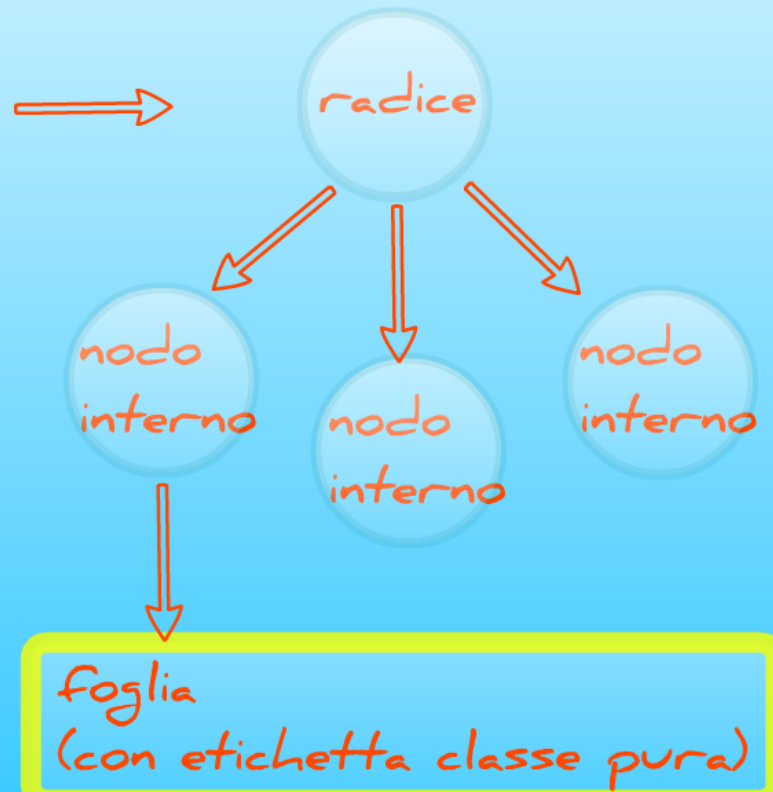 radice
nodo
interno
nodo
interno
nodo
interno
foglia
(con etichetta classe pura)